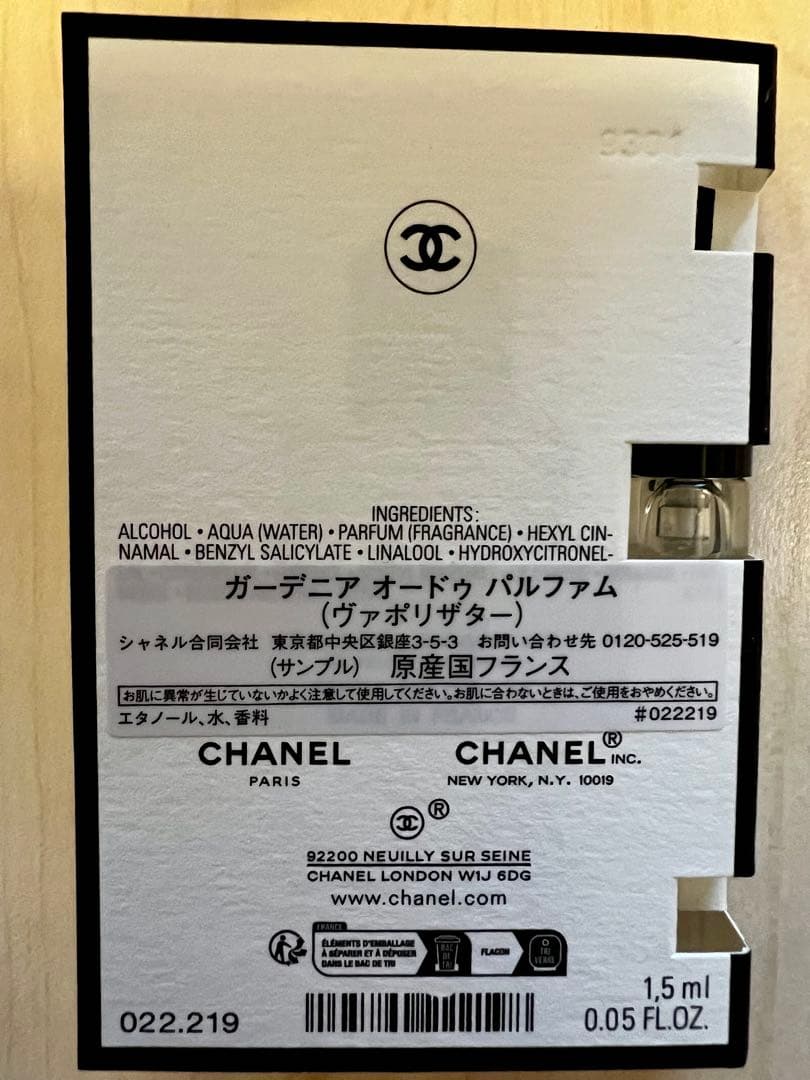 INGREDIENTS:
ALCOHOL • AQUA (WATER) • PARFUM (FRAGRANCE) • HEXYL CIN-
NAMAL • BENZYL SALICYLATE • LINALOOL • HYDROXYCITRONEL-
ガーデニア オードゥ パルファム
(ヴァポリザター)
シャネル合同会社 東京都中央区銀座3-5-3 お問い合わせ先 0120-525-519
(サンプル) 原産国フランス
お肌に異常が生じていないかよく注意して使用してください。お肌に合わないときは、ご使用をおやめください。
エタノール、水、香料 #022219
CHANEL CHANEL® INC.
PARIS NEW YORK, N.Y. 10019
®
92200 NEUILLY SUR SEINE
CHANEL LONDON W1J 6DG
www.chanel.com
FRANCE
ÉLÉMENTS D'EMBALLAGE
À SÉPARER ET À DÉPOSER
DANS LE BAC DE TRI
BAC DE TRI
FLACON
TRI VERRE
022.219
1,5 ml
0.05 FL.OZ.